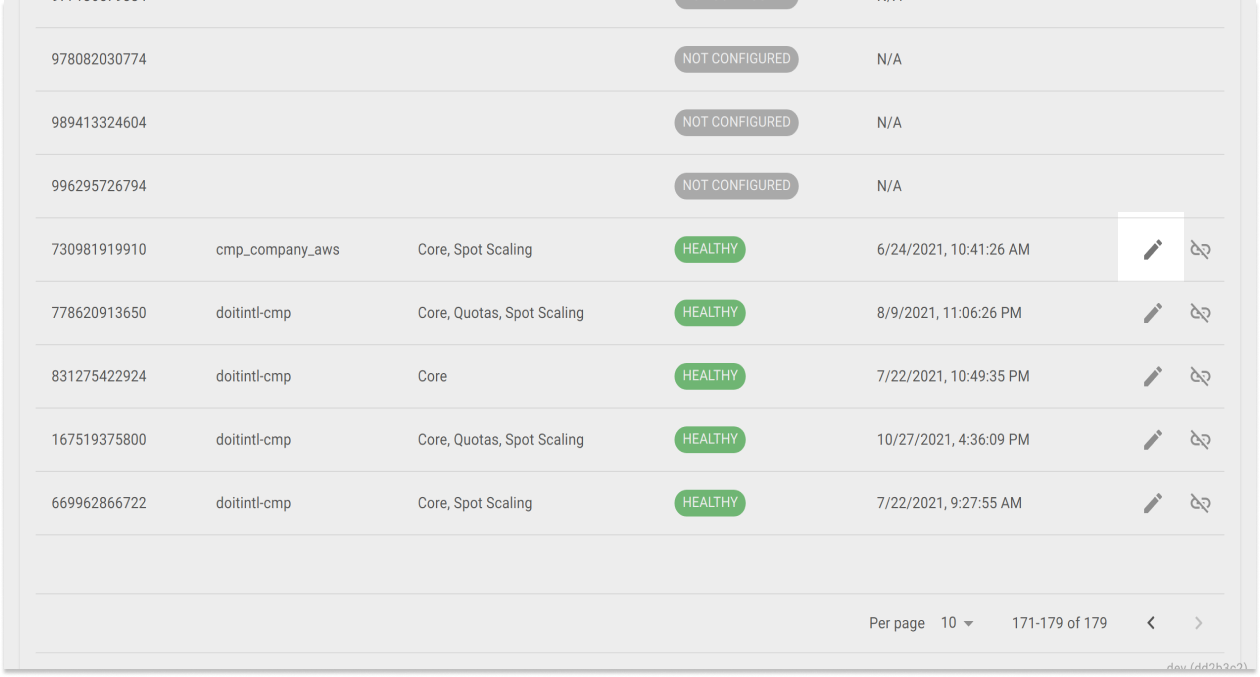 978082030774 NOT CONFIGURED N/A
989413324604 NOT CONFIGURED N/A
996295726794 NOT CONFIGURED N/A
730981919910 cmp_company_aws Core, Spot Scaling HEALTHY 6/24/2021, 10:41:26 AM
778620913650 doitintl-cmp Core, Quotas, Spot Scaling HEALTHY 8/9/2021, 11:06:26 PM
831275422924 doitintl-cmp Core HEALTHY 7/22/2021, 10:49:35 PM
167519375800 doitintl-cmp Core, Quotas, Spot Scaling HEALTHY 10/27/2021, 4:36:09 PM
669962866722 doitintl-cmp Core, Spot Scaling HEALTHY 7/22/2021, 9:27:55 AM
Per page 10 171-179 of 179